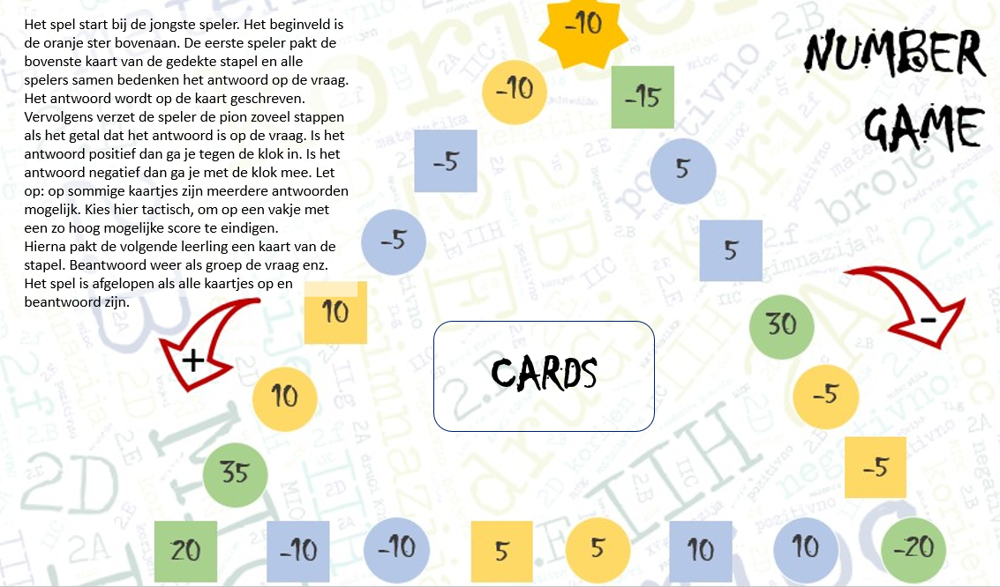 Het spel start bij de jongste speler. Het beginveld is
de oranje ster bovenaan. De eerste speler pakt de
bovenste kaart van de gedekte stapel en alle
spelers samen bedenken het antwoord op de vraag.
Het antwoord wordt op de kaart geschreven.
Vervolgens verzet de speler de pion zoveel stappen
als het getal dat het antwoord is op de vraag. Is het
antwoord positief dan ga je tegen de klok in. Is het
antwoord negatief dan ga je met de klok mee. Let
op: op sommige kaartjes zijn meerdere antwoorden
mogelijk. Kies hier tactisch, om op een vakje met
een zo hoog mogelijke score te eindigen.
Hierna pakt de volgende leerling een kaart van de
stapel. Beantwoord weer als groep de vraag enz.
Het spel is afgelopen als alle kaartjes op en
beantwoord zijn.
NUMBER
GAME
-10
-10
-15
-5
5
-5
5
10
30
+
-
CARDS
10
-5
35
-5
20
-10
-10
5
5
10
10
-20